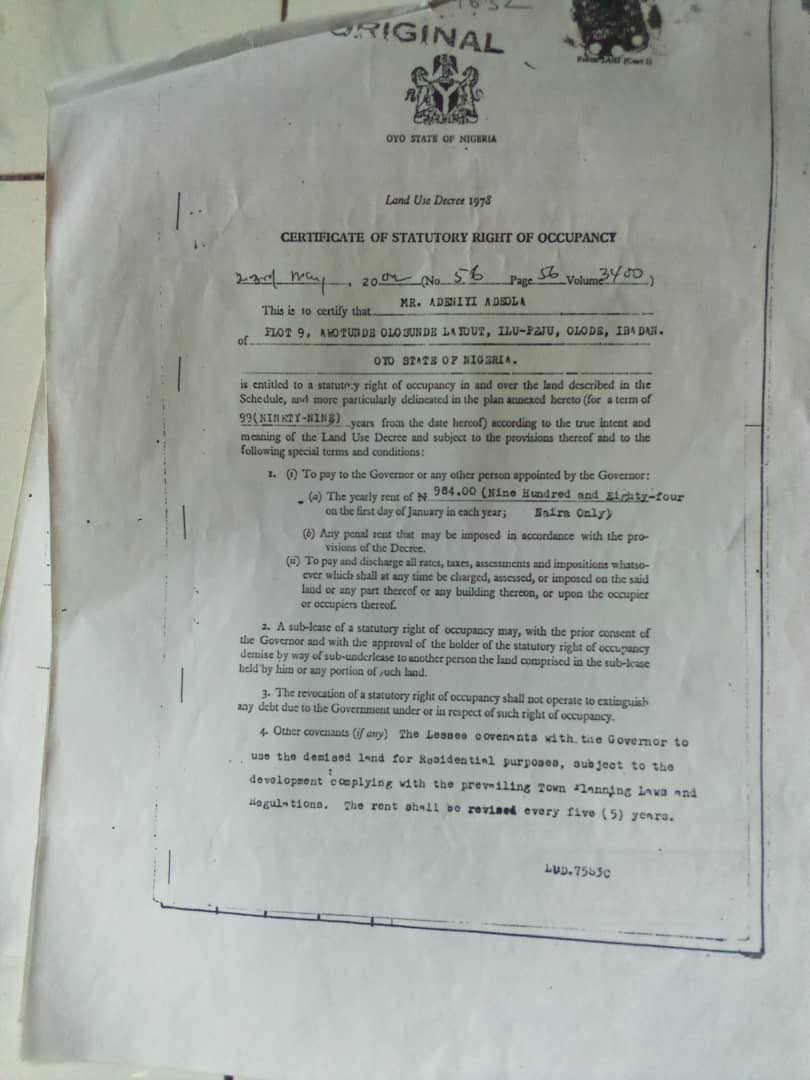 ORIGINAL
OYO STATE OF NIGERIA
Land Use Decree 1978
CERTIFICATE OF STATUTORY RIGHT OF OCCUPANCY
23rd May, 20 (No. 56 Page 56 Volume 3400)
This is to certify that MR. ADENIYI ADEOLA
of PLOT 9, AWOTUNDE OLOGUNDE LAYOUT, ILU-PEJU, OLODE, IBADAN.
OYO STATE OF NIGERIA.
is entitled to a statutory right of occupancy in and over the land described in the
Schedule, and more particularly delineated in the plan annexed hereto (for a term of
99(NINETY-NINE) years from the date hereof) according to the true intent and
meaning of the Land Use Decree and subject to the provisions thereof and to the
following special terms and conditions:
1. (i) To pay to the Governor or any other person appointed by the Governor:
(a) The yearly rent of ₦ 984.00 (Nine Hundred and Eighty-four
on the first day of January in each year; Naira Only)
(b) Any penal rent that may be imposed in accordance with the pro-
visions of the Decree.
(ii) To pay and discharge all rates, taxes, assessments and impositions whatso-
ever which shall at any time be charged, assessed, or imposed on the said
land or any part thereof or any building thereon, or upon the occupier
or occupiers thereof.
2. A sub-lease of a statutory right of occupancy may, with the prior consent of
the Governor and with the approval of the holder of the statutory right of occupancy
demise by way of sub-underlease to another person the land comprised in the sub-lease
held by him or any portion of such land.
3. The revocation of a statutory right of occupancy shall not operate to extinguish
any debt due to the Government under or in respect of such right of occupancy.
4. Other covenants (if any) The Lessee covenants with the Governor to
use the demised land for Residential purposes, subject to the
development complying with the prevailing Town Planning Laws and
Regulations. The rent shall be revised every five (5) years.